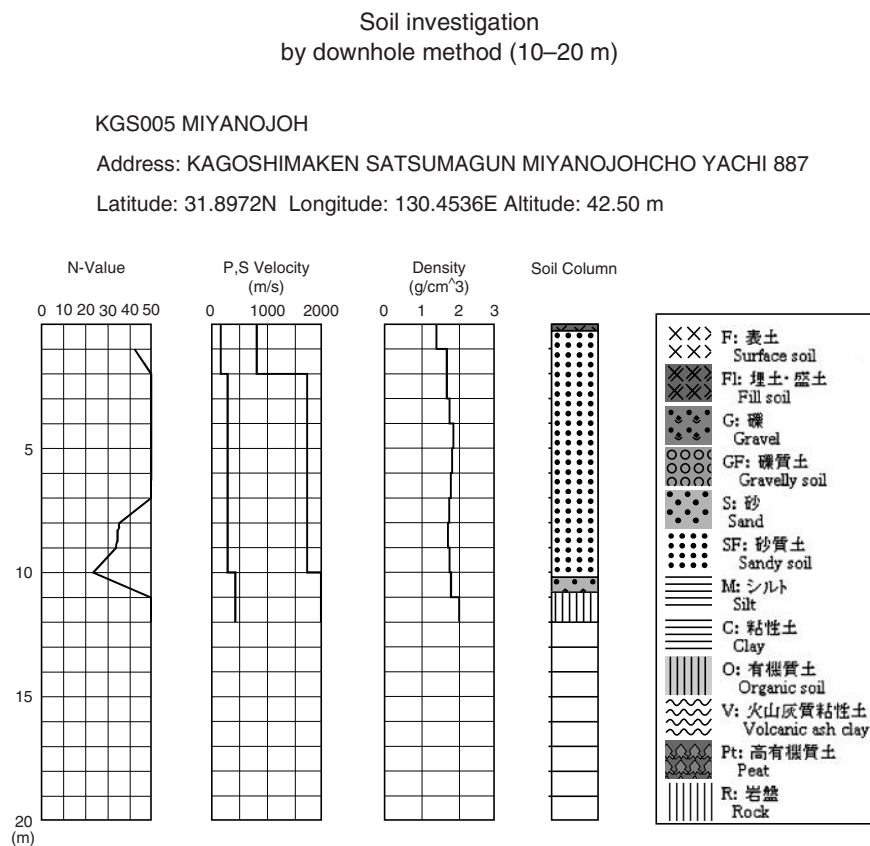 Soil investigation
by downhole method (10–20 m)
KGS005 MIYANOJOH
Address: KAGOSHIMAKEN SATSUMAGUN MIYANOJOHCHO YACHI 887
Latitude: 31.8972N Longitude: 130.4536E Altitude: 42.50 m
N-Value
0 10 20 30 40 50
P,S Velocity
(m/s)
0 1000 2000
Density
(g/cm^3)
0 1 2 3
Soil Column
5
10
15
20
(m)
F: 表土
Surface soil
Fl: 埋土・盛土
Fill soil
G: 礫
Gravel
GF: 礫質土
Gravelly soil
S: 砂
Sand
SF: 砂質土
Sandy soil
M: シルト
Silt
C: 粘性土
Clay
O: 有機質土
Organic soil
V: 火山灰質粘性土
Volcanic ash clay
Pt: 高有機質土
Peat
R: 岩盤
Rock